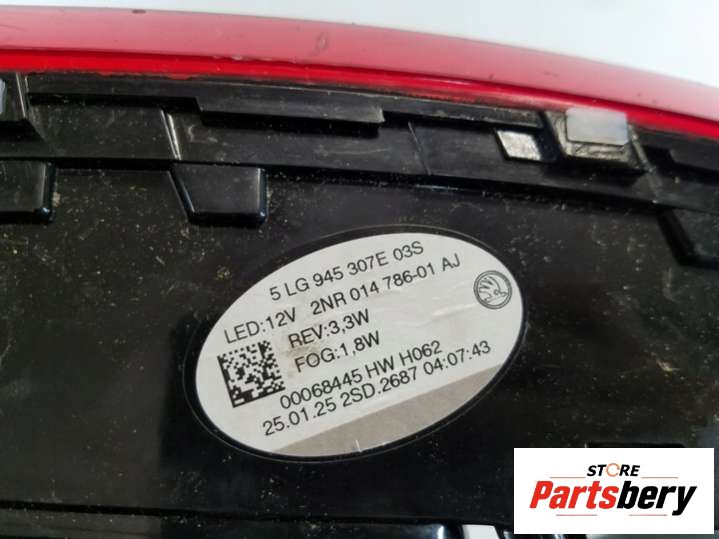 5 LG 945 307E 03S
LED:12V 2NR 014 786-01 AJ
REV:3,3W
FOG:1,8W
00068445 HW H062
25.01.25 2SD.2687 04:07:43
STORE
Partsbery